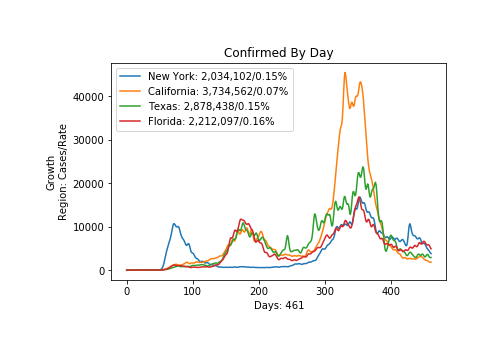 Confirmed By Day
New York: 2,034,102/0.15%
California: 3,734,562/0.07%
Texas: 2,878,438/0.15%
Florida: 2,212,097/0.16%
Growth
Region: Cases/Rate
40000
30000
20000
10000
0
0 100 200 300 400
Days: 461